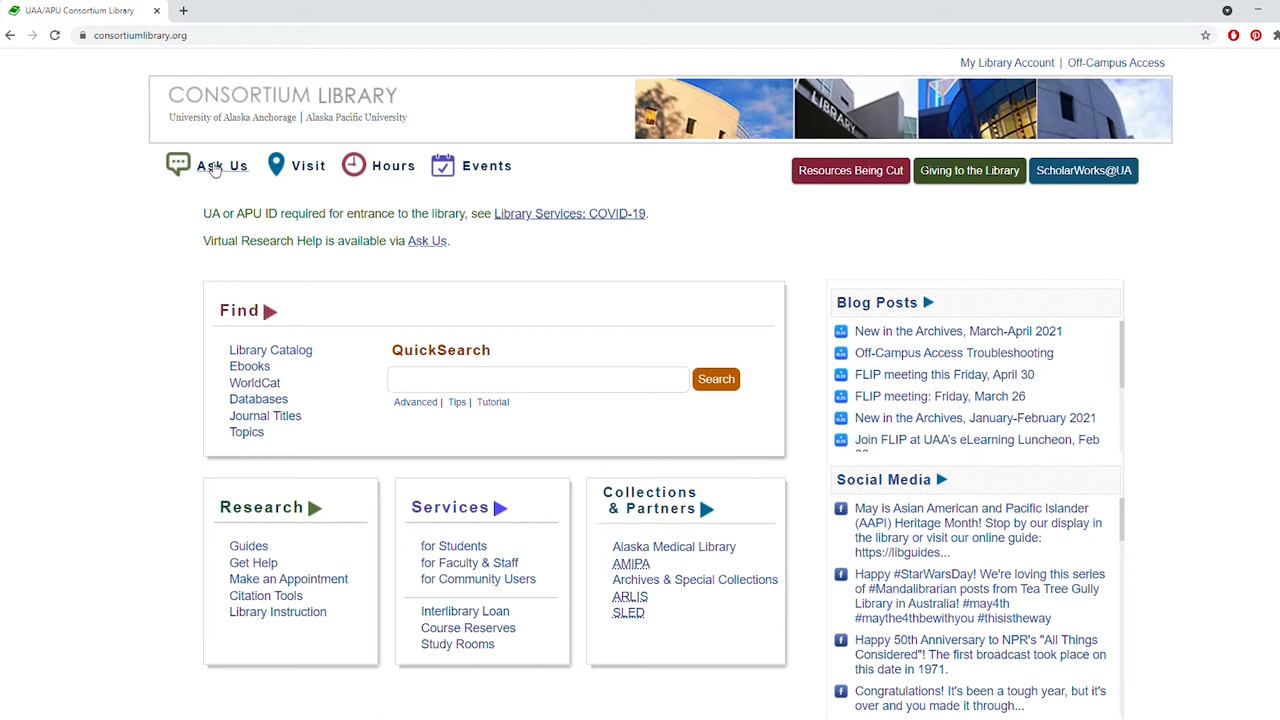 UAA/APU Consortium Library
consortiumlibrary.org
My Library Account | Off-Campus Access
CONSORTIUM LIBRARY
University of Alaska Anchorage | Alaska Pacific University
LIBRARY
Ask Us
Visit
Hours
Events
Resources Being Cut
Giving to the Library
ScholarWorks@UA
UA or APU ID required for entrance to the library, see Library Services: COVID-19.
Virtual Research Help is available via Ask Us.
Find
Library Catalog
Ebooks
WorldCat
Databases
Journal Titles
Topics
QuickSearch
Search
Advanced | Tips | Tutorial
Research
Guides
Get Help
Make an Appointment
Citation Tools
Library Instruction
Services
for Students
for Faculty & Staff
for Community Users
Interlibrary Loan
Course Reserves
Study Rooms
Collections
& Partners
Alaska Medical Library
AMIPA
Archives & Special Collections
ARLIS
SLED
Blog Posts
New in the Archives, March-April 2021
Off-Campus Access Troubleshooting
FLIP meeting this Friday, April 30
FLIP meeting: Friday, March 26
New in the Archives, January-February 2021
Join FLIP at UAA's eLearning Luncheon, Feb
Social Media
May is Asian American and Pacific Islander
(AAPI) Heritage Month! Stop by our display in
the library or visit our online guide:
https://libguides...
Happy #StarWarsDay! We're loving this series
of #Mandalibrarian posts from Tea Tree Gully
Library in Australia! #may4th
#maythe4thbewithyou #thisistheway
Happy 50th Anniversary to NPR's "All Things
Considered"! The first broadcast took place on
this date in 1971.
Congratulations! It's been a tough year, but it's
over and you made it through...